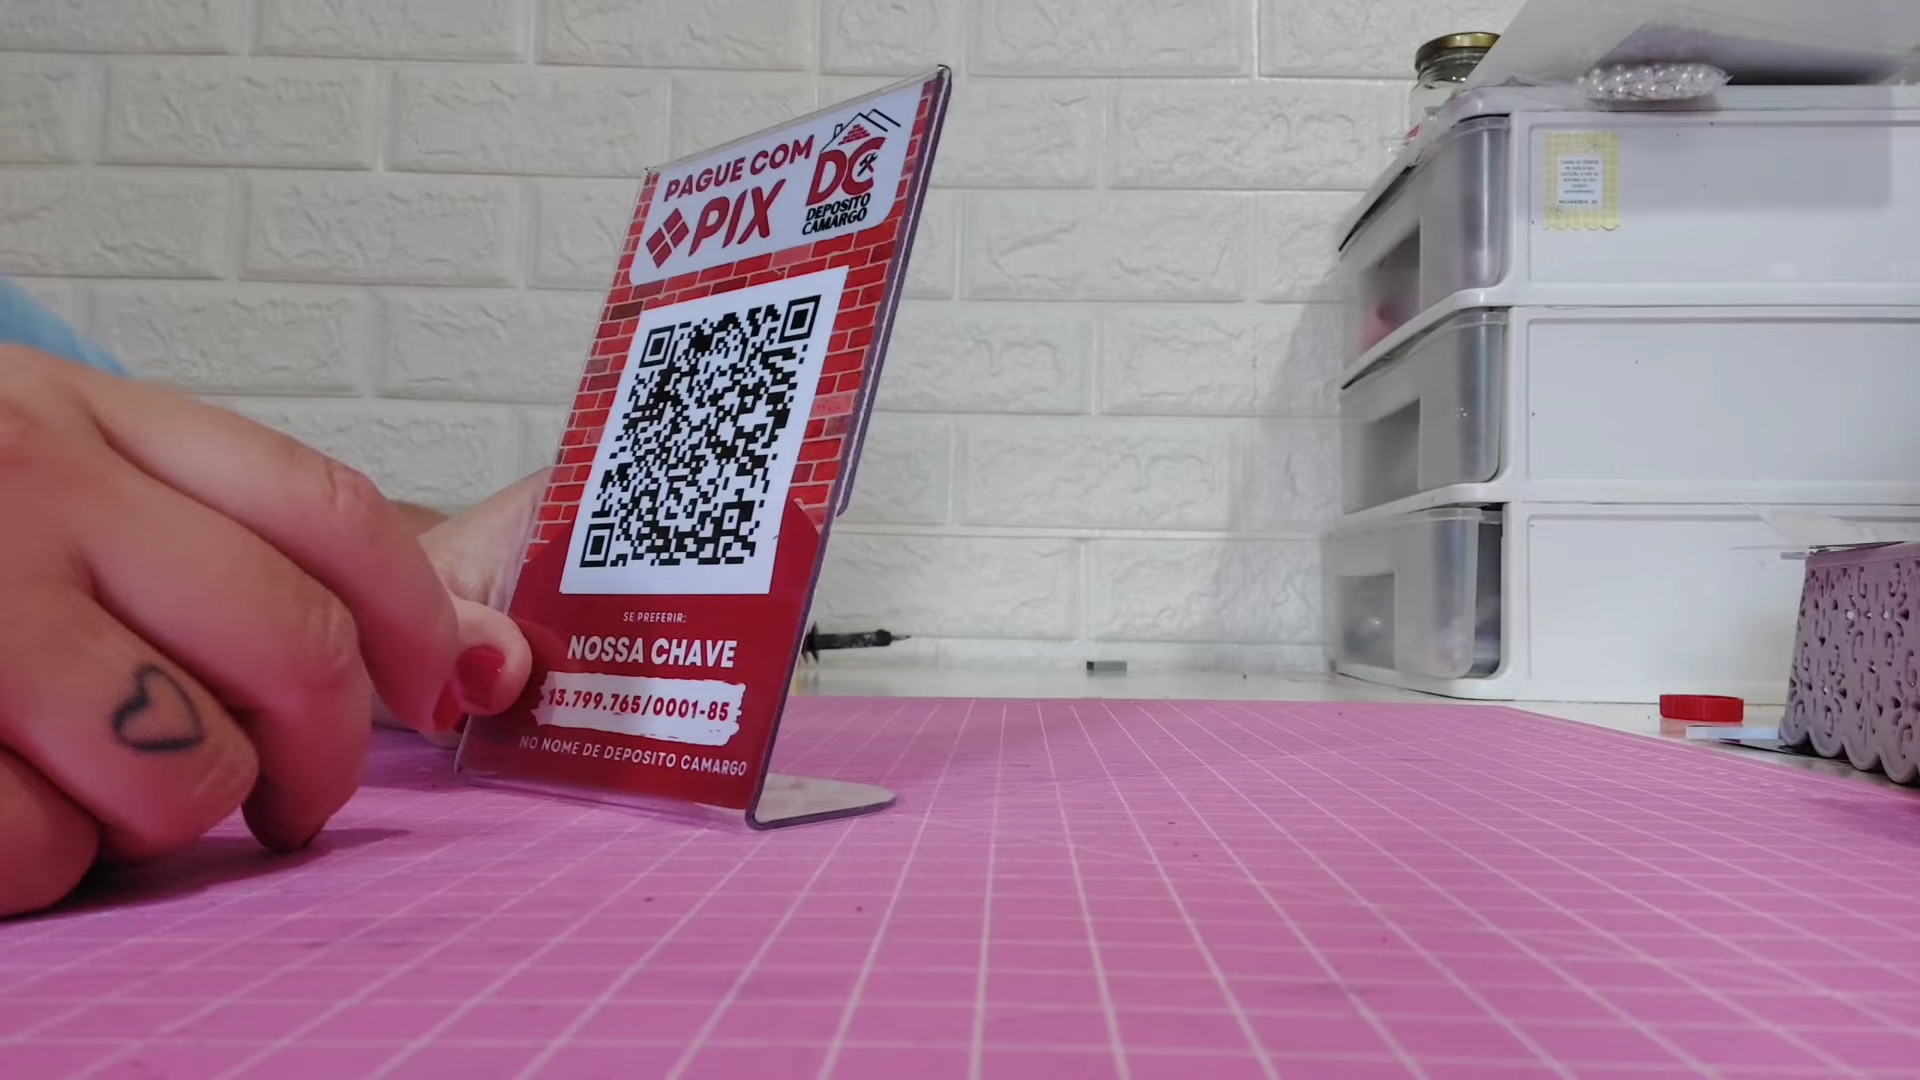 PAGUE COM
PIX
DC
DEPOSITO
CAMARGO
SE PREFERIR:
NOSSA CHAVE
13.799.765/0001-85
NO NOME DE DEPOSITO CAMARGO